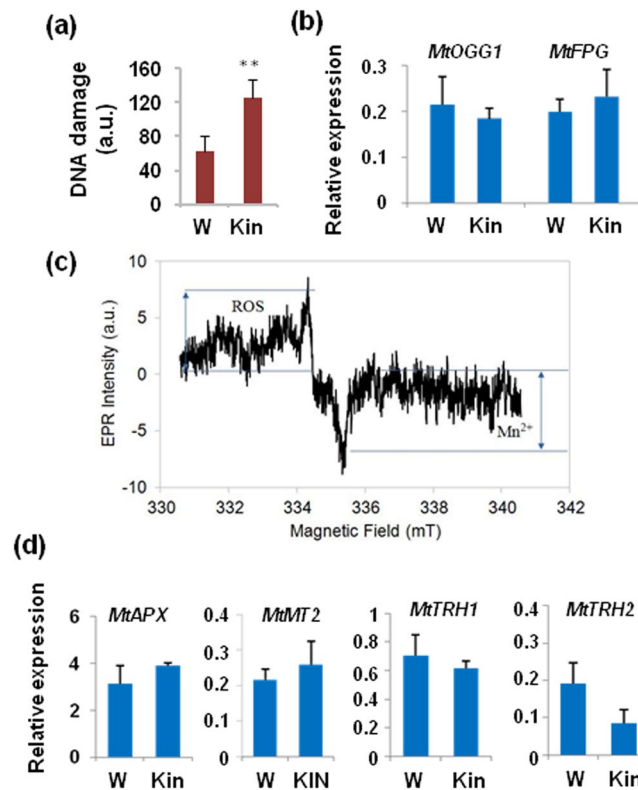 (a)
**
160
120
80
40
0
DNA damage
(a.u.)
W Kin
(b)
MtOGG1 MtFPG
0.3
0.2
0.1
0
Relative expression
W Kin W Kin
(c)
10
5
0
-5
-10
EPR Intensity (a.u.)
ROS
Mn²⁺
330 332 334 336 338 340 342
Magnetic Field (mT)
(d)
Relative expression
MtAPX
6
4
2
0
W Kin
MtMT2
0.4
0.3
0.2
0.1
0
W KIN
MtTRH1
1
0.8
0.6
0.4
0.2
0
W Kin
MtTRH2
0.3
0.2
0.1
0
W Kin